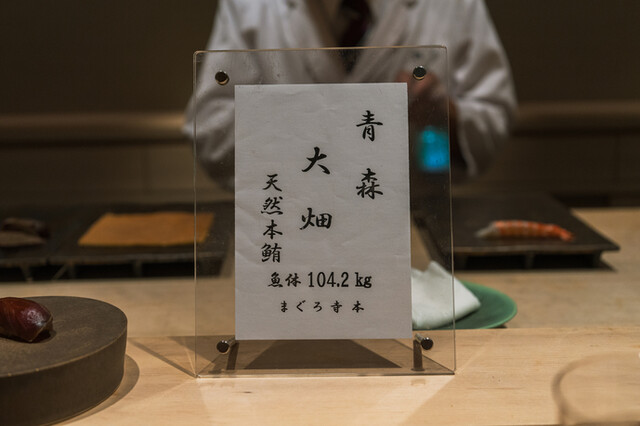 青森
大畑
天然本鮪
魚体 104.2 kg
まぐろ寺本